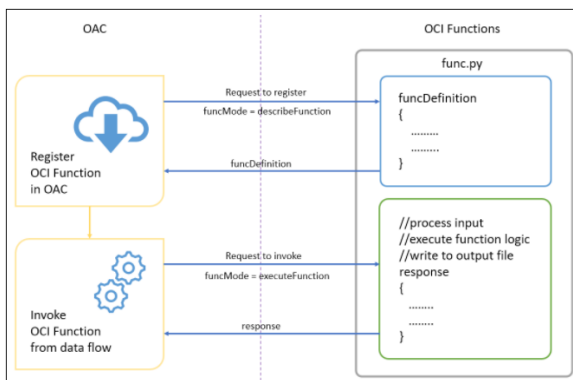 OAC
OCI Functions
func.py
Request to register
funcMode = describeFunction
funcDefinition
{
.........
.........
}
Register
OCI Function
in OAC
funcDefinition
//process input
//execute function logic
//write to output file
response
{
........
........
}
Request to invoke
funcMode = executeFunction
Invoke
OCI Function
from data flow
response